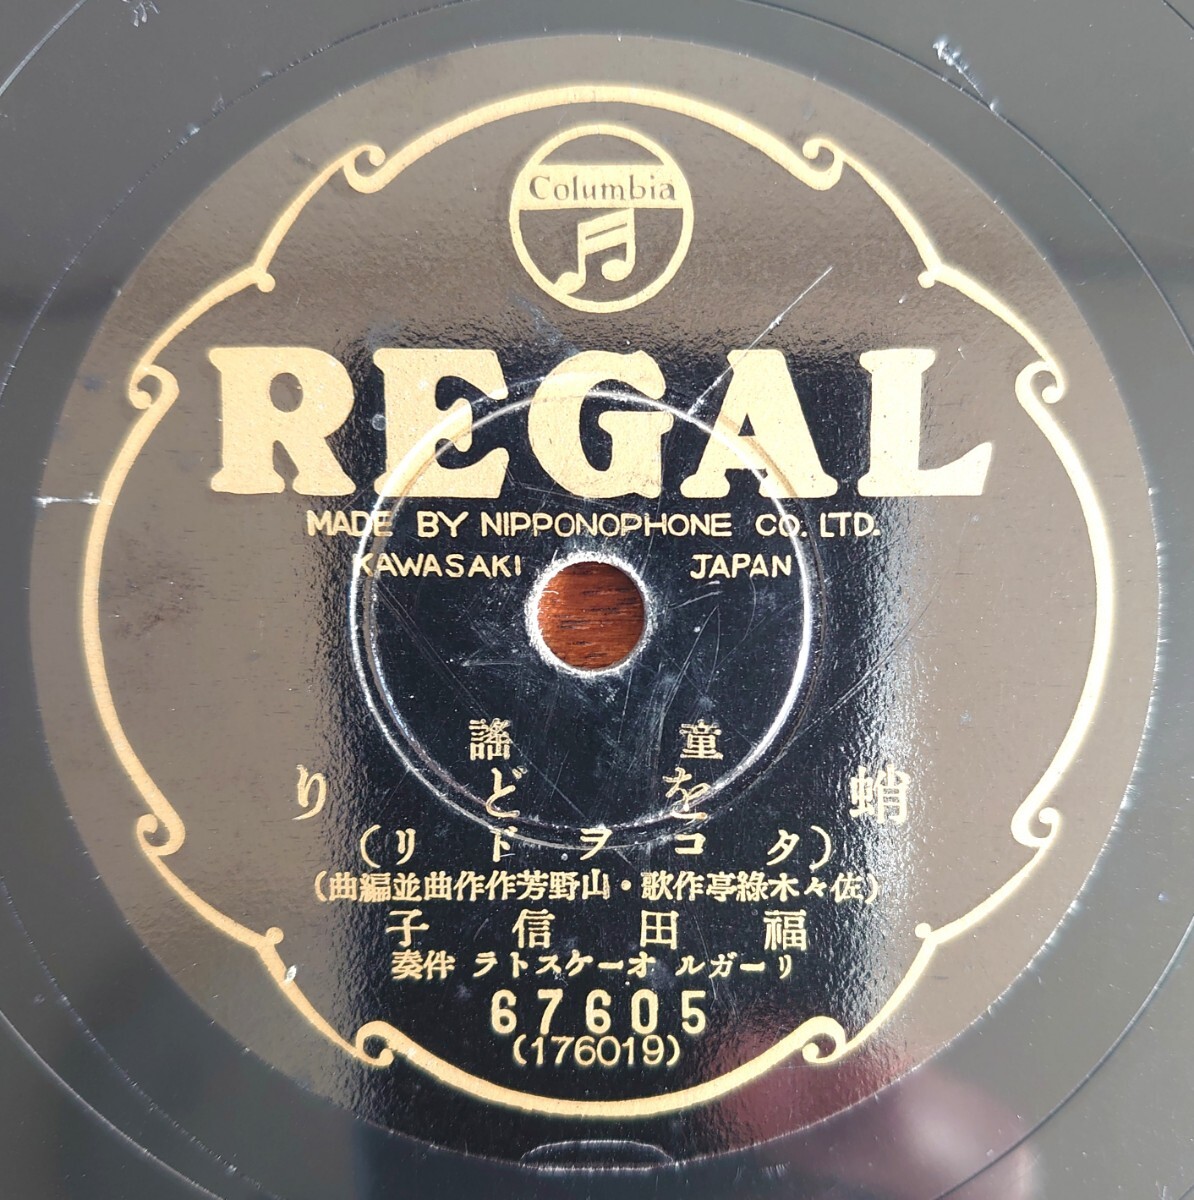 Columbia
REGAL
MADE BY NIPPONOPHONE CO. LTD.
KAWASAKI JAPAN
童謠
蛸をどり
(タコヲドリ)
(佐々木綠亭作歌・山野芳作作曲並編曲)
福田信子
リーガル オーケストラ 伴奏
67605
(176019)